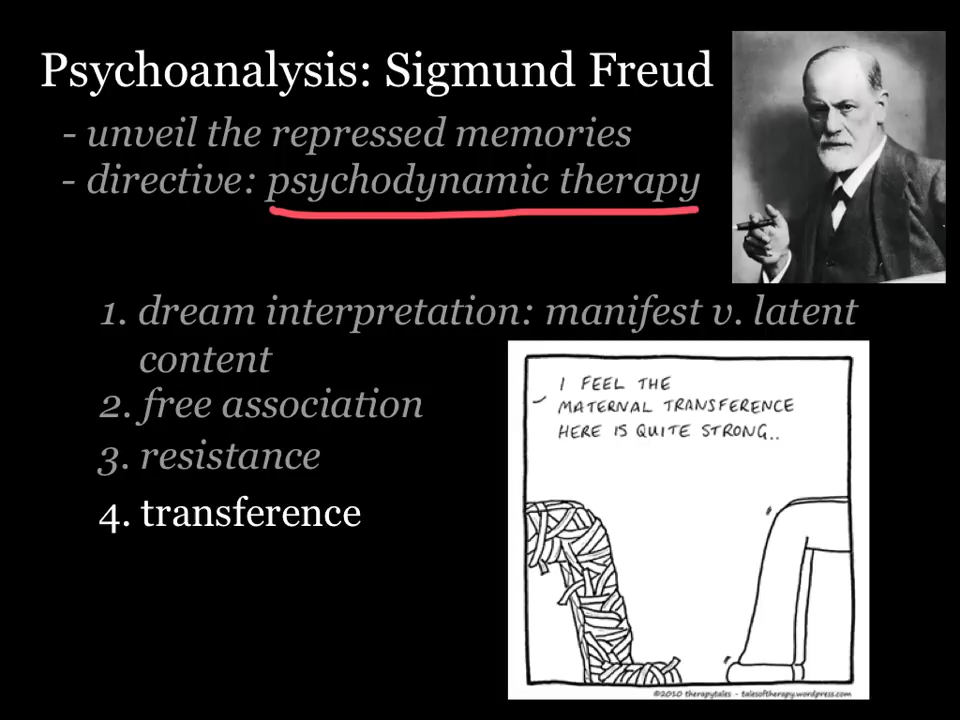 Psychoanalysis: Sigmund Freud
- unveil the repressed memories
- directive: psychodynamic therapy
1. dream interpretation: manifest v. latent
content
2. free association
3. resistance
4. transference
I FEEL THE
MATERNAL TRANSFERENCE
HERE IS QUITE STRONG..
©2010 therapytales - talesoftherapy.wordpress.com